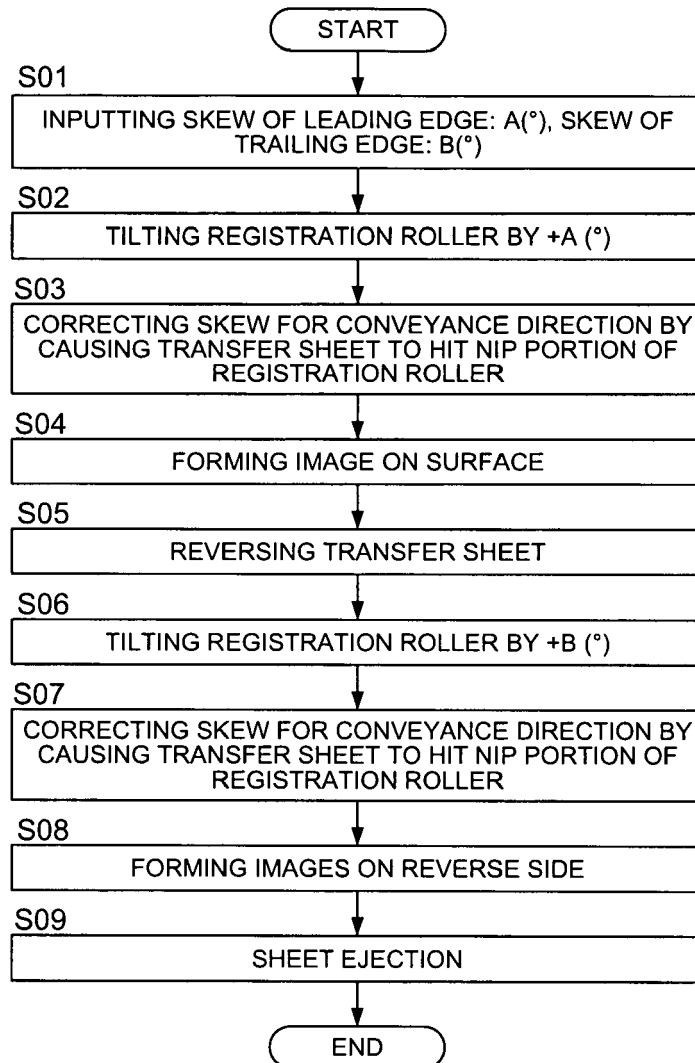 START
S01
INPUTTING SKEW OF LEADING EDGE: A(°), SKEW OF
TRAILING EDGE: B(°)
S02
TILTING REGISTRATION ROLLER BY +A (°)
S03
CORRECTING SKEW FOR CONVEYANCE DIRECTION BY
CAUSING TRANSFER SHEET TO HIT NIP PORTION OF
REGISTRATION ROLLER
S04
FORMING IMAGE ON SURFACE
S05
REVERSING TRANSFER SHEET
S06
TILTING REGISTRATION ROLLER BY +B (°)
S07
CORRECTING SKEW FOR CONVEYANCE DIRECTION BY
CAUSING TRANSFER SHEET TO HIT NIP PORTION OF
REGISTRATION ROLLER
S08
FORMING IMAGES ON REVERSE SIDE
S09
SHEET EJECTION
END